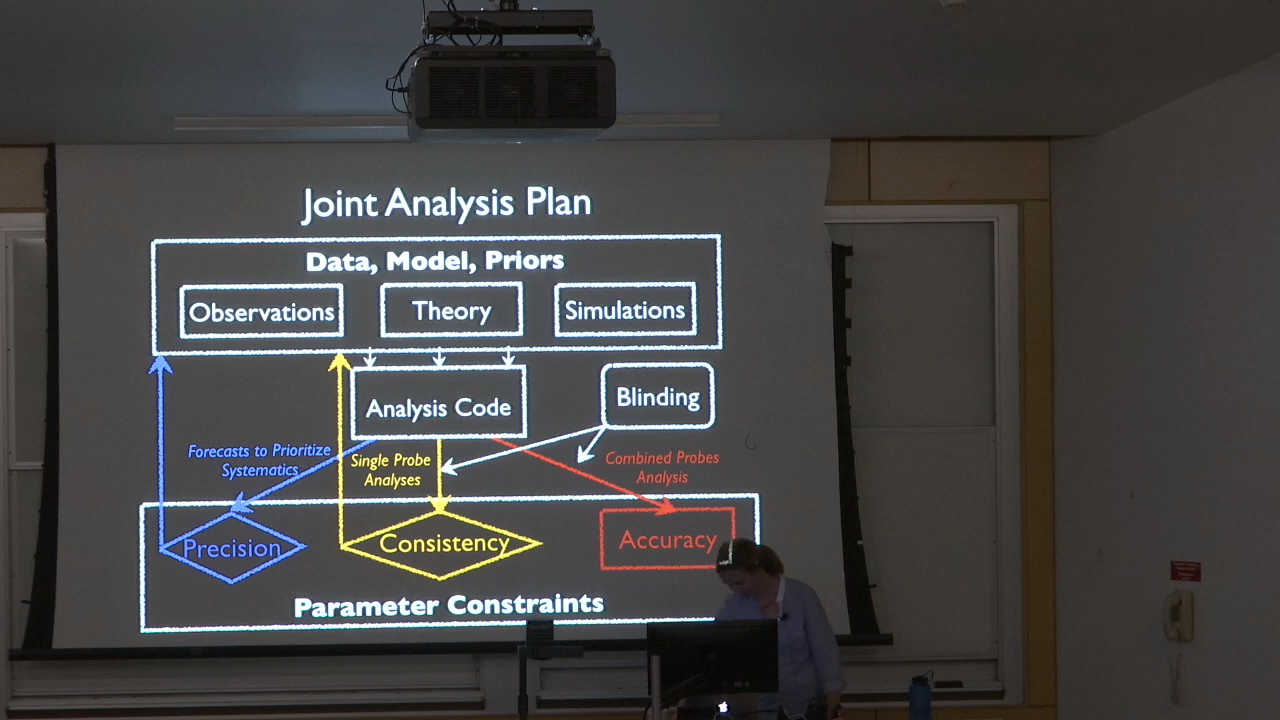 Joint Analysis Plan
Data, Model, Priors
Observations
Theory
Simulations
Analysis Code
Blinding
Forecasts to Prioritize
Systematics
Single Probe
Analyses
Combined Probes
Analysis
Precision
Consistency
Accuracy
Parameter Constraints